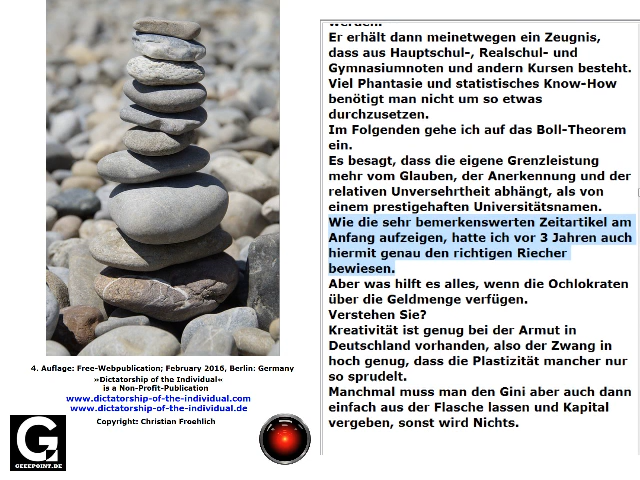 4. Auflage: Free-Webpublication; February 2016, Berlin: Germany
»Dictatorship of the Individual«
is a Non-Profit-Publication
www.dictatorship-of-the-individual.com
www.dictatorship-of-the-individual.de
Copyright: Christian Froehlich
G
GEEEPOINT.DE
werden.
Er erhält dann meinetwegen ein Zeugnis,
dass aus Hauptschul-, Realschul- und
Gymnasiumnoten und andern Kursen besteht.
Viel Phantasie und statistisches Know-How
benötigt man nicht um so etwas
durchzusetzen.
Im Folgenden gehe ich auf das Boll-Theorem
ein.
Es besagt, dass die eigene Grenzleistung
mehr vom Glauben, der Anerkennung und der
relativen Unversehrtheit abhängt, als von
einem prestigehaften Universitätsnamen.
Wie die sehr bemerkenswerten Zeitartikel am
Anfang aufzeigen, hatte ich vor 3 Jahren auch
hiermit genau den richtigen Riecher
bewiesen.
Aber was hilft es alles, wenn die Ochlokraten
über die Geldmenge verfügen.
Verstehen Sie?
Kreativität ist genug bei der Armut in
Deutschland vorhanden, also der Zwang in
hoch genug, dass die Plastizität mancher nur
so sprudelt.
Manchmal muss man den Gini aber auch dann
einfach aus der Flasche lassen und Kapital
vergeben, sonst wird Nichts.